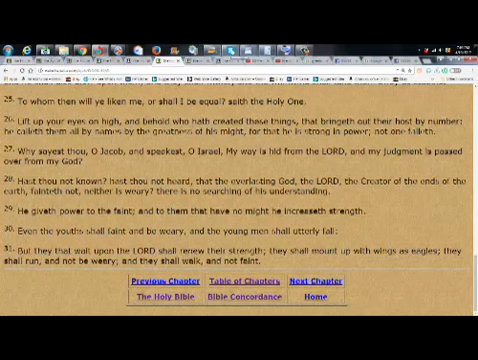 25. To whom then will ye liken me, or shall I be equal? saith the Holy One.
26. Lift up your eyes on high, and behold who hath created these things, that bringeth out their host by number:
he calleth them all by names by the greatness of his might, for that he is strong in power; not one faileth.
27. Why sayest thou, O Jacob, and speakest, O Israel, My way is hid from the LORD, and my judgment is passed
over from my God?
28. Hast thou not known? hast thou not heard, that the everlasting God, the LORD, the Creator of the ends of the
earth, fainteth not, neither is weary? there is no searching of his understanding.
29. He giveth power to the faint; and to them that have no might he increaseth strength.
30. Even the youths shall faint and be weary, and the young men shall utterly fall:
31. But they that wait upon the LORD shall renew their strength; they shall mount up with wings as eagles; they
shall run, and not be weary; and they shall walk, and not faint.
Previous Chapter Table of Chapters Next Chapter
The Holy Bible Bible Concordance Home